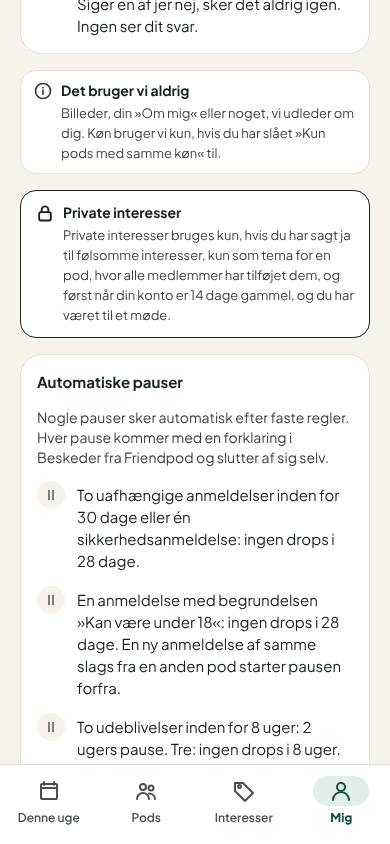 Siger én af jer nej, sker det aldrig igen.
Ingen ser dit svar.
Det bruger vi aldrig
Billeder, din »Om mig« eller noget, vi udleder om
dig. Køn bruger vi kun, hvis du har slået »Kun
pods med samme køn« til.
Private interesser
Private interesser bruges kun, hvis du har sagt ja
til følsomme interesser, kun som tema for en
pod, hvor alle medlemmer har tilføjet dem, og
først når din konto er 14 dage gammel, og du har
været til et møde.
Automatiske pauser
Nogle pauser sker automatisk efter faste regler.
Hver pause kommer med en forklaring i
Beskeder fra Friendpod og slutter af sig selv.
To uafhængige anmeldelser inden for
30 dage eller én
sikkerhedsanmeldelse: ingen drops i
28 dage.
En anmeldelse med begrundelsen
»Kan være under 18«: ingen drops i 28
dage. En ny anmeldelse af samme
slags fra en anden pod starter pausen
forfra.
To udeblivelser inden for 8 uger: 2
ugers pause. Tre: ingen drops i 8 uger.
Denne uge
Pods
Interesser
Mig